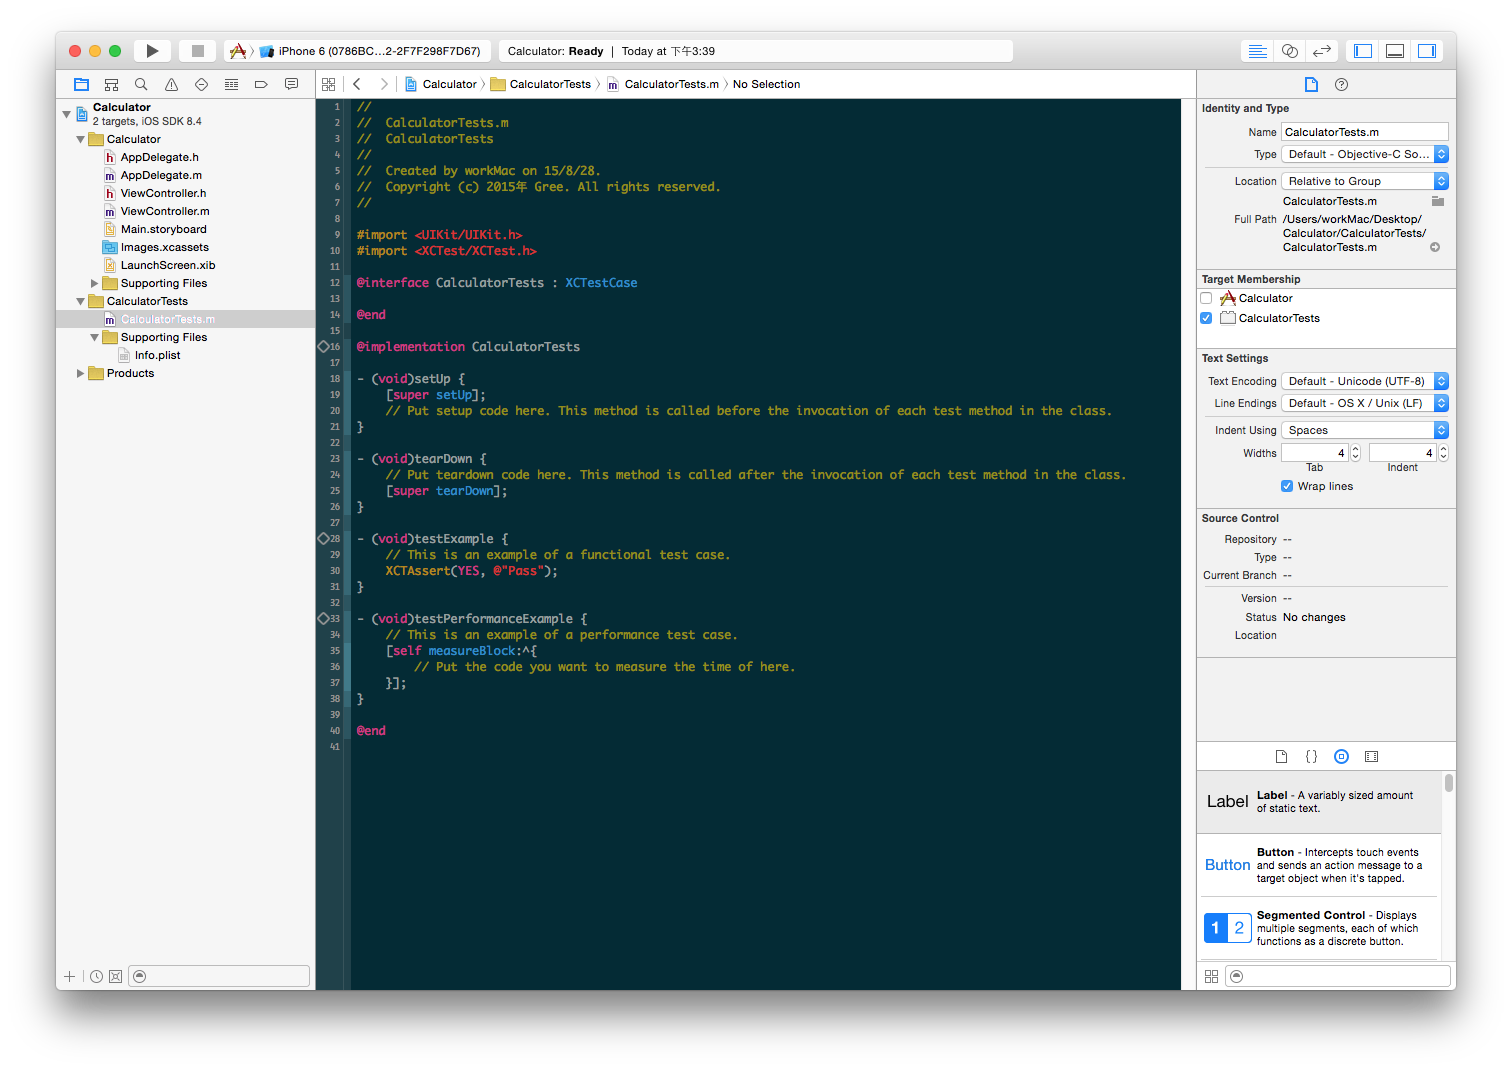 iPhone 6 (0786BC...2-2F7F298F7D67)
Calculator: Ready | Today at 下午3:39
Calculator
CalculatorTests
CalculatorTests.m
No Selection
Calculator
2 targets, iOS SDK 8.4
Calculator
AppDelegate.h
AppDelegate.m
ViewController.h
ViewController.m
Main.storyboard
Images.xcassets
LaunchScreen.xib
Supporting Files
CalculatorTests
CalculatorTests.m
Supporting Files
Info.plist
Products
1 //
2 //  CalculatorTests.m
3 //  CalculatorTests
4 //
5 //  Created by workMac on 15/8/28.
6 //  Copyright (c) 2015年 Gree. All rights reserved.
7 //
8
9 #import <UIKit/UIKit.h>
10 #import <XCTest/XCTest.h>
11
12 @interface CalculatorTests : XCTestCase
13
14 @end
15
16 @implementation CalculatorTests
17
18 - (void)setUp {
19     [super setUp];
20     // Put setup code here. This method is called before the invocation of each test method in the class.
21 }
22
23 - (void)tearDown {
24     // Put teardown code here. This method is called after the invocation of each test method in the class.
25     [super tearDown];
26 }
27
28 - (void)testExample {
29     // This is an example of a functional test case.
30     XCTAssert(YES, @"Pass");
31 }
32
33 - (void)testPerformanceExample {
34     // This is an example of a performance test case.
35     [self measureBlock:^{
36         // Put the code you want to measure the time of here.
37     }];
38 }
39
40 @end
41
Identity and Type
Name CalculatorTests.m
Type Default - Objective-C So...
Location Relative to Group
CalculatorTests.m
Full Path /Users/workMac/Desktop/
Calculator/CalculatorTests/
CalculatorTests.m
Target Membership
Calculator
CalculatorTests
Text Settings
Text Encoding Default - Unicode (UTF-8)
Line Endings Default - OS X / Unix (LF)
Indent Using Spaces
Widths 4 4
Tab Indent
Wrap lines
Source Control
Repository --
Type --
Current Branch --
Version --
Status No changes
Location
{}
Label
Label - A variably sized amount
of static text.
Button
Button - Intercepts touch events
and sends an action message to a
target object when it's tapped.
1 2
Segmented Control - Displays
multiple segments, each of which
functions as a discrete button.